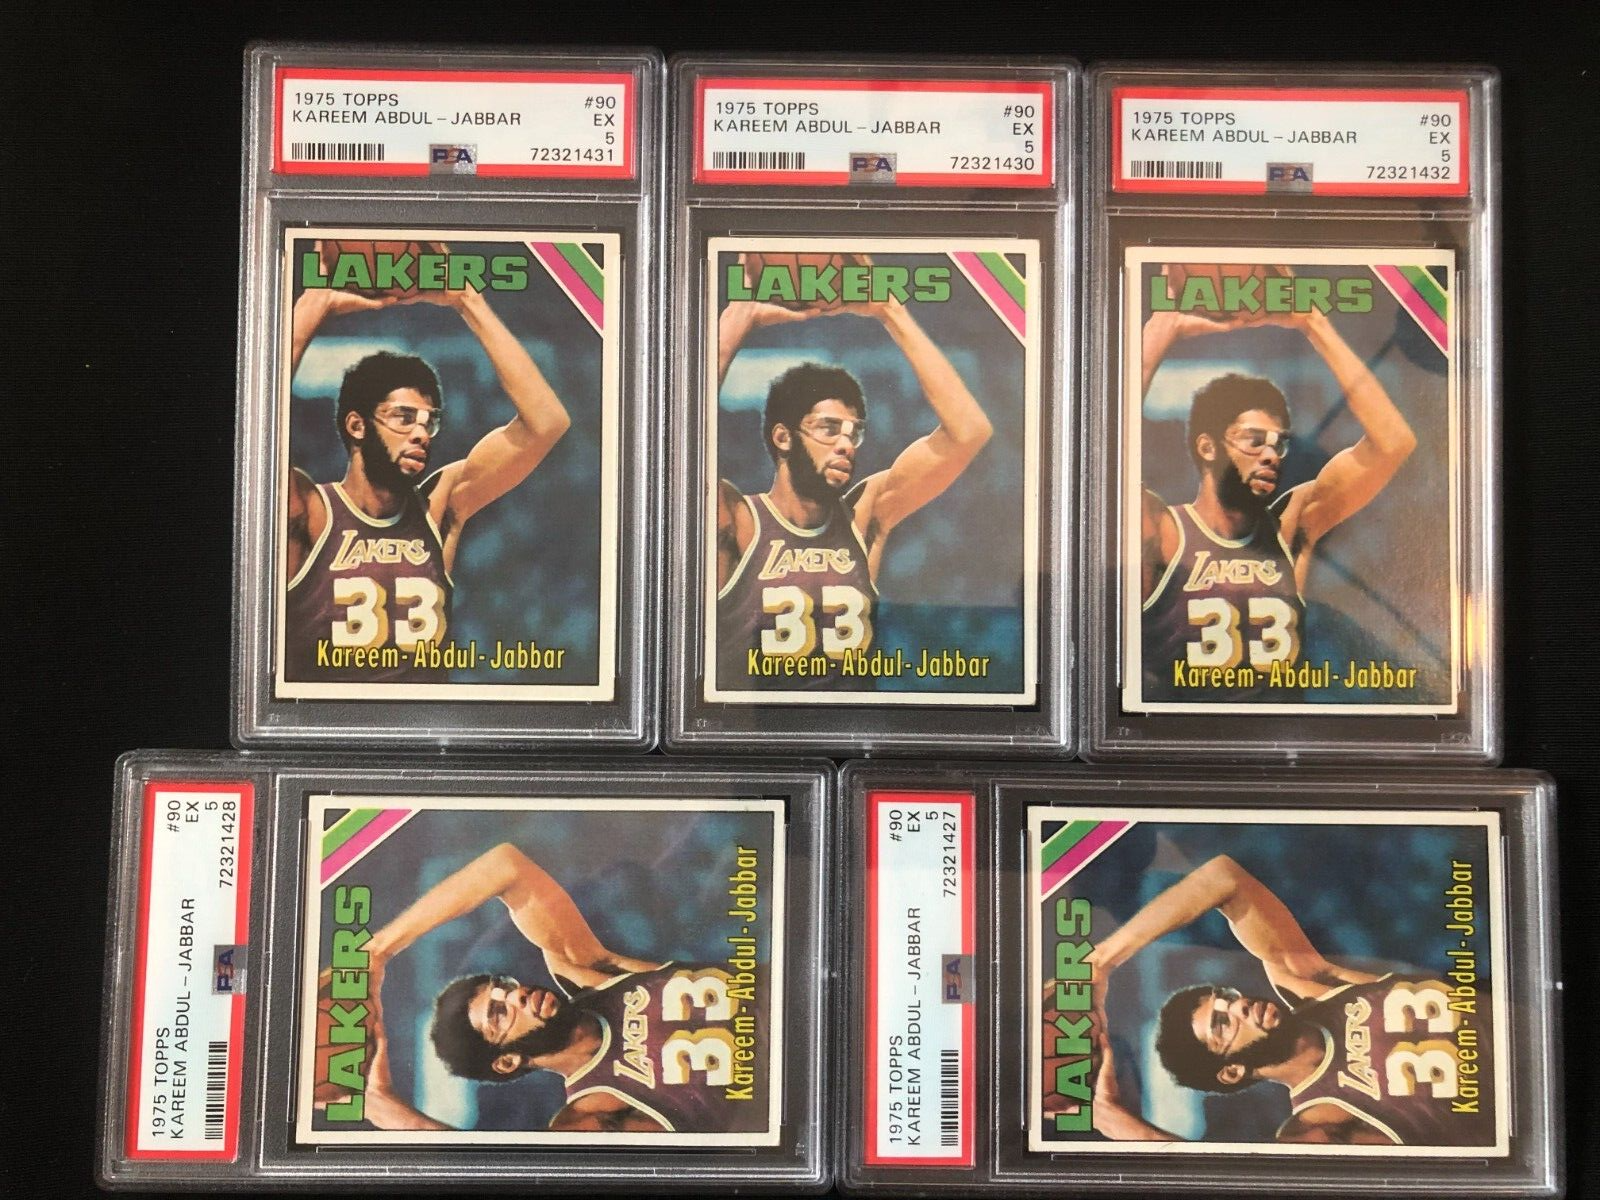 1975 TOPPS #90
KAREEM ABDUL-JABBAR EX
5
PSA 72321431
LAKERS
LAKERS
33
Kareem-Abdul-Jabbar
1975 TOPPS #90
KAREEM ABDUL-JABBAR EX
5
PSA 72321430
LAKERS
LAKERS
33
Kareem-Abdul-Jabbar
1975 TOPPS #90
KAREEM ABDUL-JABBAR EX
5
PSA 72321432
LAKERS
LAKERS
33
Kareem-Abdul-Jabbar
1975 TOPPS #90
KAREEM ABDUL-JABBAR EX
5
PSA 72321428
LAKERS
LAKERS
33
Kareem-Abdul-Jabbar
1975 TOPPS #90
KAREEM ABDUL-JABBAR EX
5
PSA 72321427
LAKERS
LAKERS
33
Kareem-Abdul-Jabbar